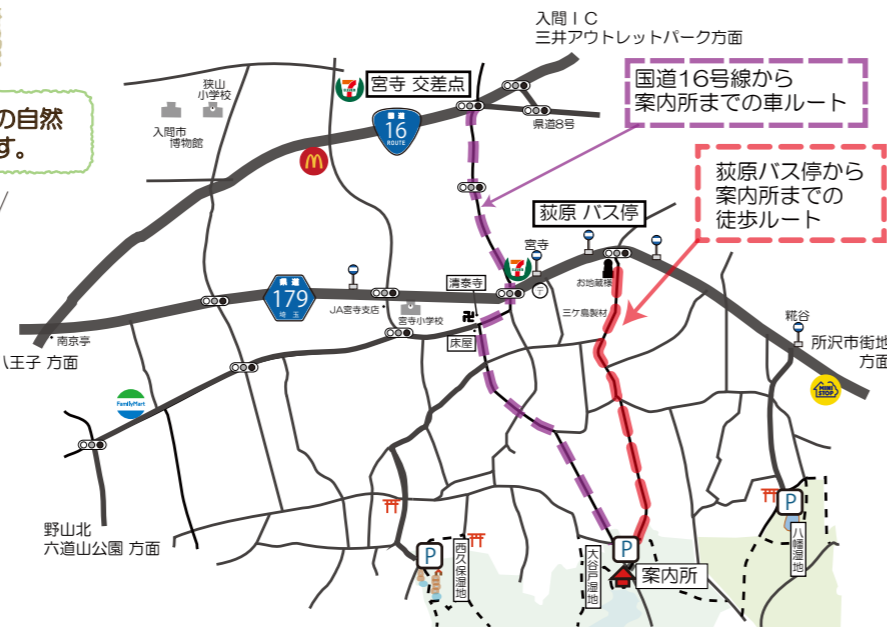 入間IC
三井アウトレットパーク方面
の自然
す。
狭山
小学校
入間市
博物館
宮寺 交差点
国道
16
ROUTE
県道8号
国道16号線から
案内所までの車ルート
荻原バス停から
案内所までの
徒歩ルート
荻原 バス停
宮寺
清泰寺
お地蔵様
県道
179
埼玉
JA宮寺支店
宮寺小学校
三ケ島製材
床屋
南京亭
八王子 方面
糀谷
所沢市街地
方面
MINI
STOP
FamilyMart
野山北
六道山公園 方面
P
西久保湿地
大谷戸湿地
P
案内所
P
八幡湿地